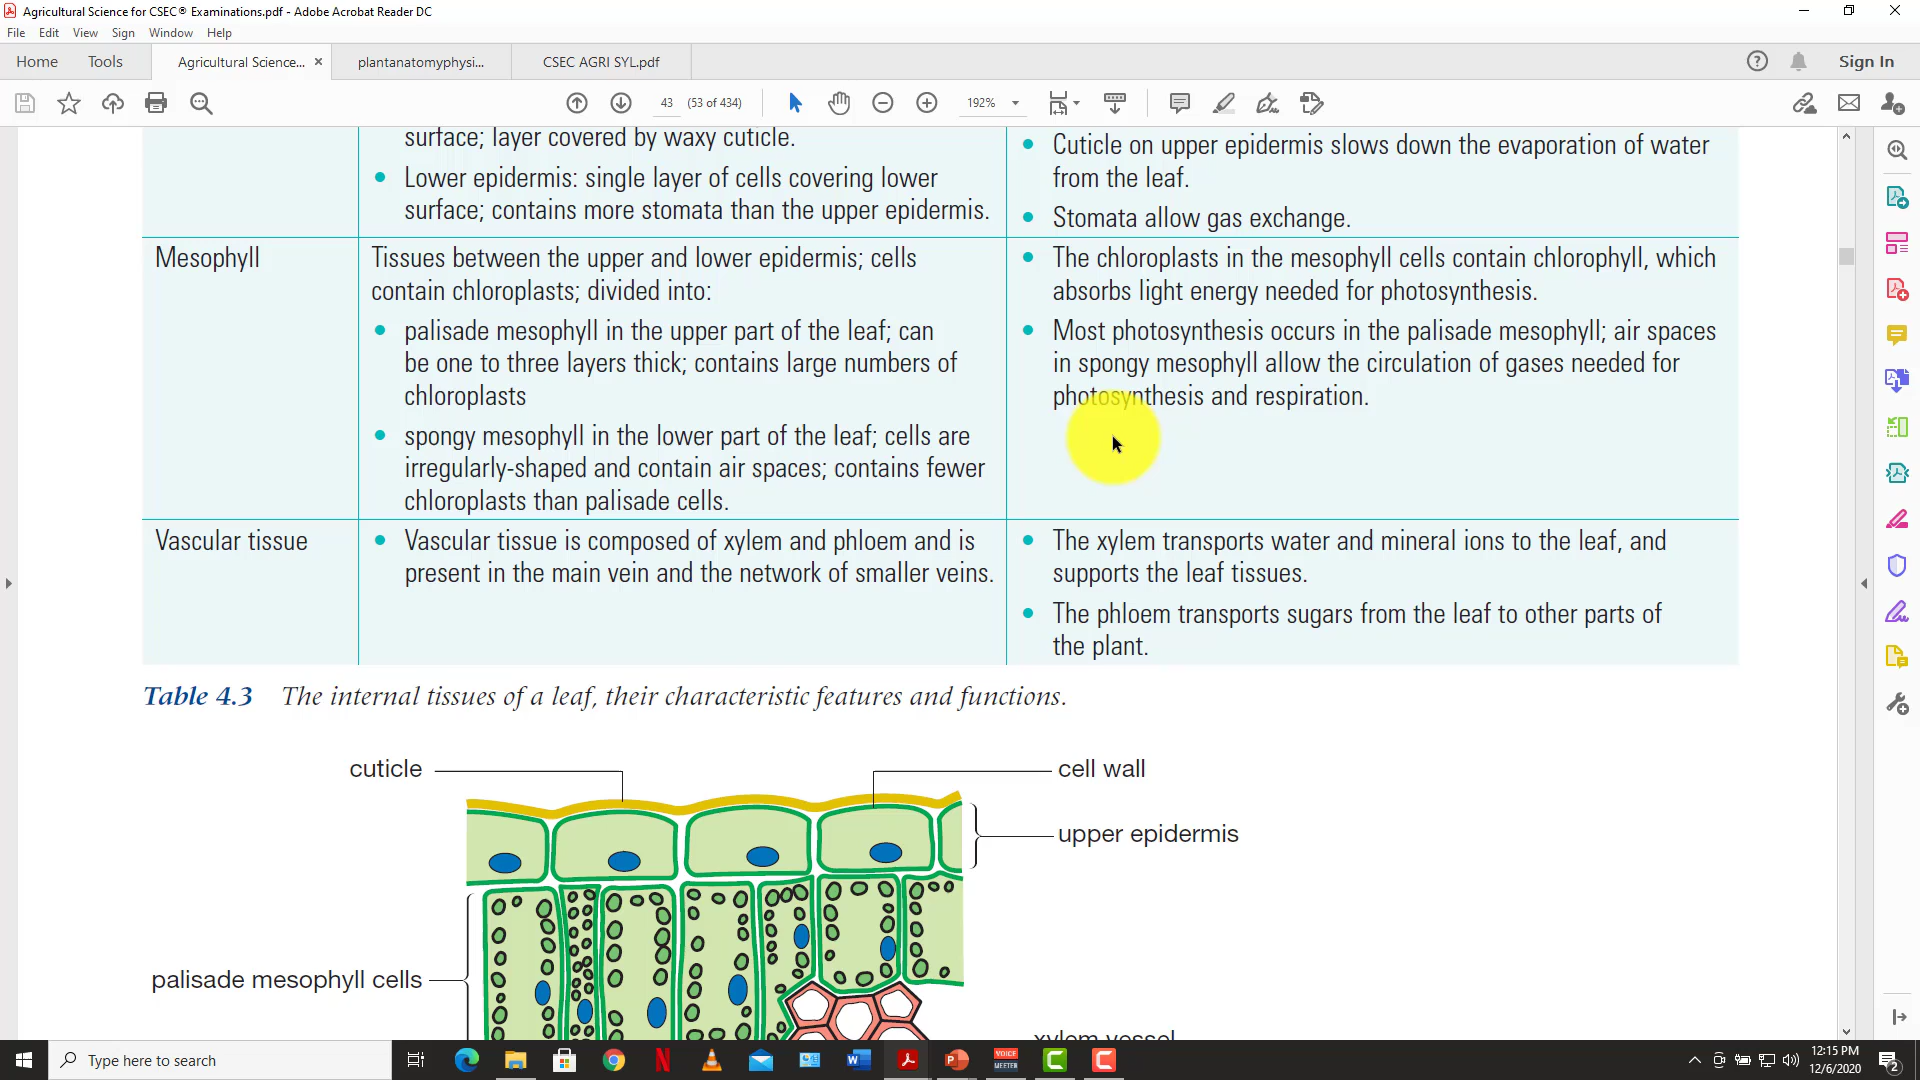 Agricultural Science for CSEC® Examinations.pdf - Adobe Acrobat Reader DC
File Edit View Sign Window Help
Home Tools Agricultural Science... × plantanatomyphysi... CSEC AGRI SYL.pdf Sign In
43 (53 of 434) 192%
surface; layer covered by waxy cuticle.
• Lower epidermis: single layer of cells covering lower
surface; contains more stomata than the upper epidermis.
• Cuticle on upper epidermis slows down the evaporation of water
from the leaf.
• Stomata allow gas exchange.
Mesophyll
Tissues between the upper and lower epidermis; cells
contain chloroplasts; divided into:
• palisade mesophyll in the upper part of the leaf; can
be one to three layers thick; contains large numbers of
chloroplasts
• spongy mesophyll in the lower part of the leaf; cells are
irregularly-shaped and contain air spaces; contains fewer
chloroplasts than palisade cells.
• The chloroplasts in the mesophyll cells contain chlorophyll, which
absorbs light energy needed for photosynthesis.
• Most photosynthesis occurs in the palisade mesophyll; air spaces
in spongy mesophyll allow the circulation of gases needed for
photosynthesis and respiration.
Vascular tissue
• Vascular tissue is composed of xylem and phloem and is
present in the main vein and the network of smaller veins.
• The xylem transports water and mineral ions to the leaf, and
supports the leaf tissues.
• The phloem transports sugars from the leaf to other parts of
the plant.
Table 4.3 The internal tissues of a leaf, their characteristic features and functions.
cuticle
cell wall
upper epidermis
palisade mesophyll cells
xylem vessel
Type here to search
VOICE
MEETER
12:15 PM
12/6/2020
2